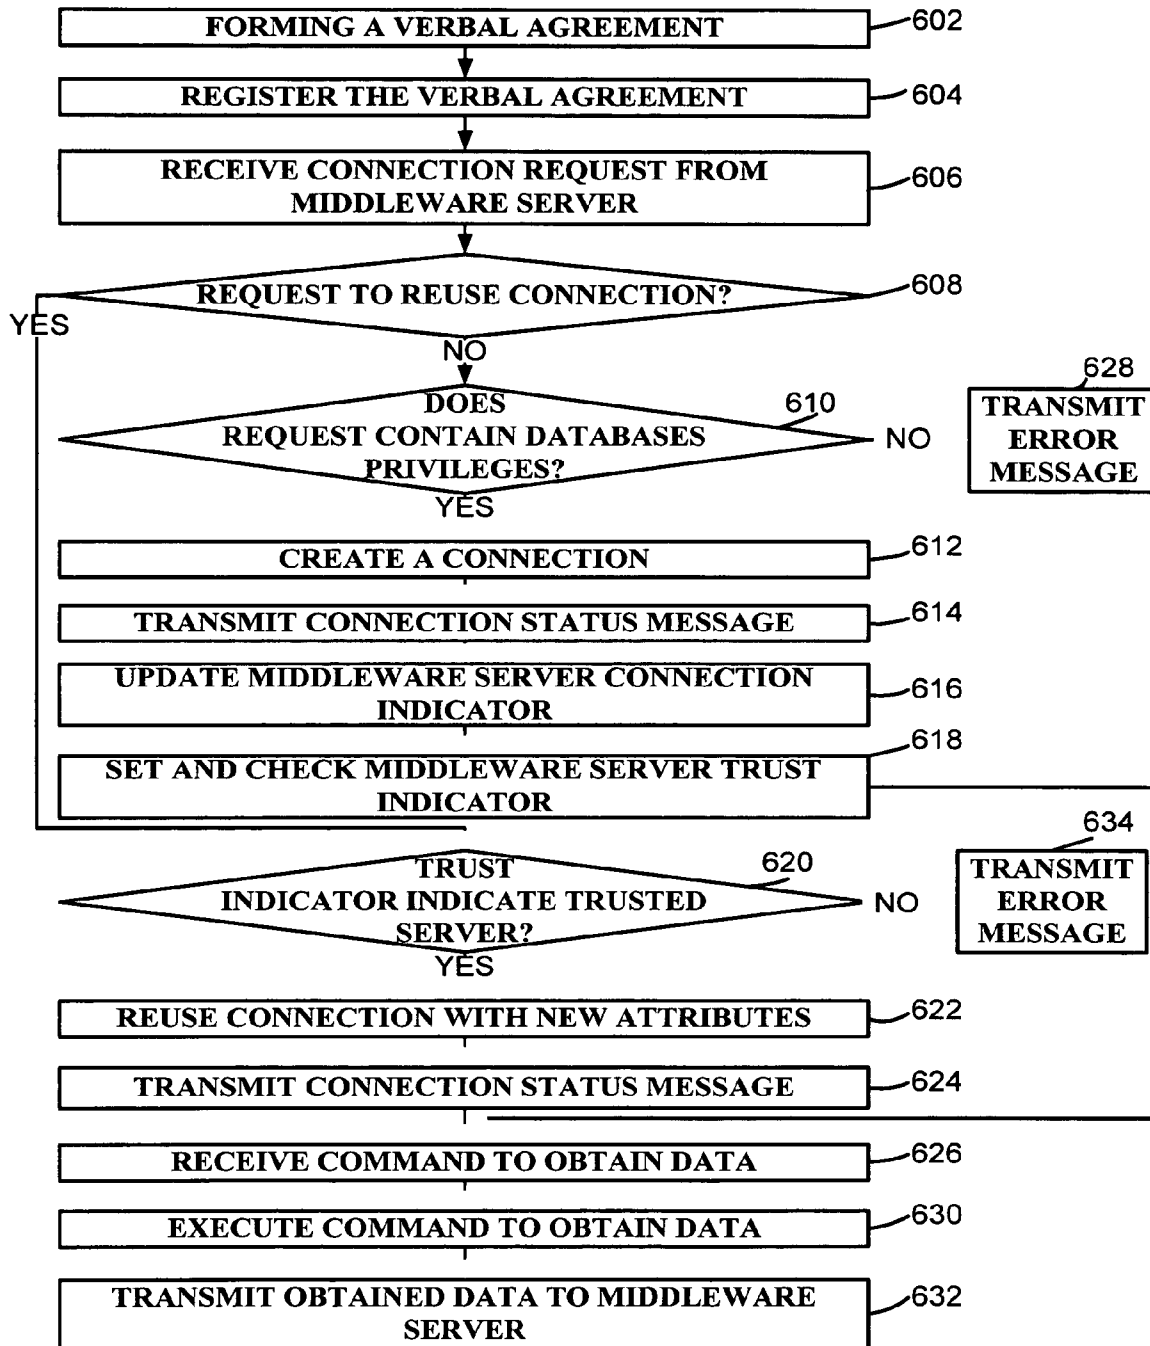 FORMING A VERBAL AGREEMENT
602
REGISTER THE VERBAL AGREEMENT
604
RECEIVE CONNECTION REQUEST FROM
MIDDLEWARE SERVER
606
REQUEST TO REUSE CONNECTION?
608
YES
NO
DOES
REQUEST CONTAIN DATABASES
PRIVILEGES?
610
NO
628
TRANSMIT
ERROR
MESSAGE
YES
CREATE A CONNECTION
612
TRANSMIT CONNECTION STATUS MESSAGE
614
UPDATE MIDDLEWARE SERVER CONNECTION
INDICATOR
616
SET AND CHECK MIDDLEWARE SERVER TRUST
INDICATOR
618
TRUST
INDICATOR INDICATE TRUSTED
SERVER?
620
NO
634
TRANSMIT
ERROR
MESSAGE
YES
REUSE CONNECTION WITH NEW ATTRIBUTES
622
TRANSMIT CONNECTION STATUS MESSAGE
624
RECEIVE COMMAND TO OBTAIN DATA
626
EXECUTE COMMAND TO OBTAIN DATA
630
TRANSMIT OBTAINED DATA TO MIDDLEWARE
SERVER
632